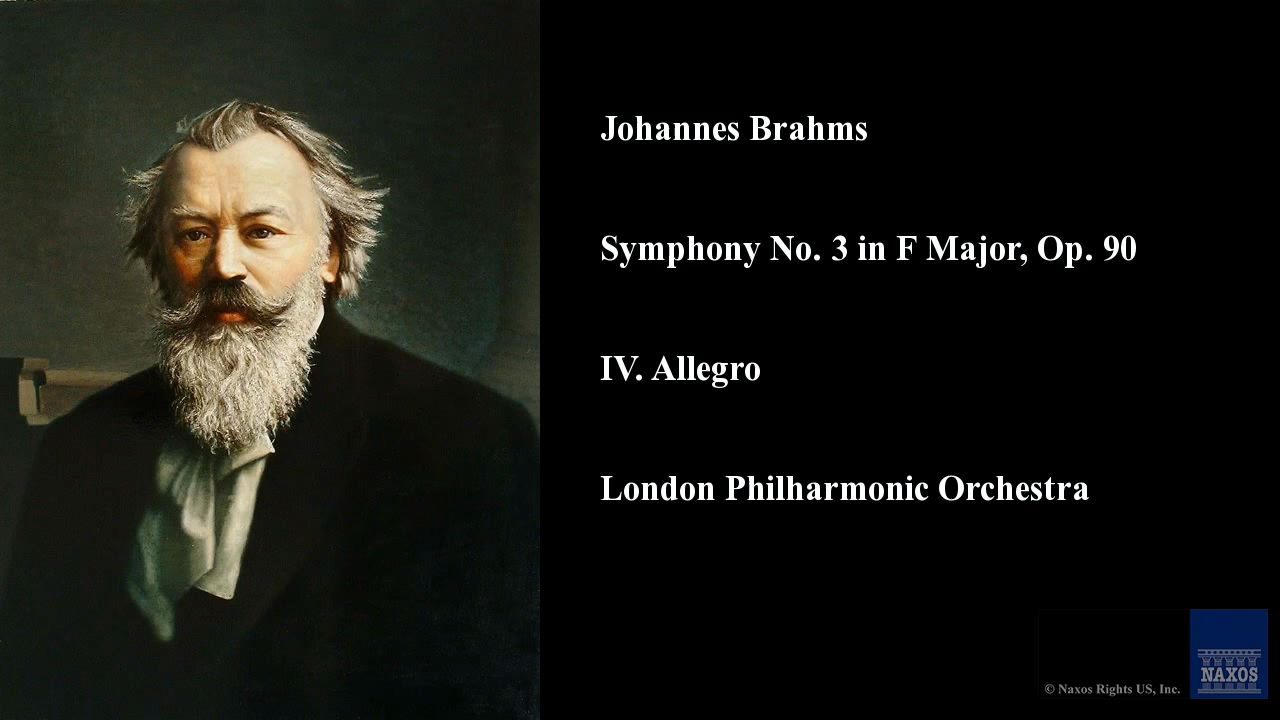 Johannes Brahms
Symphony No. 3 in F Major, Op. 90
IV. Allegro
London Philharmonic Orchestra
© Naxos Rights US, Inc.
NAXOS